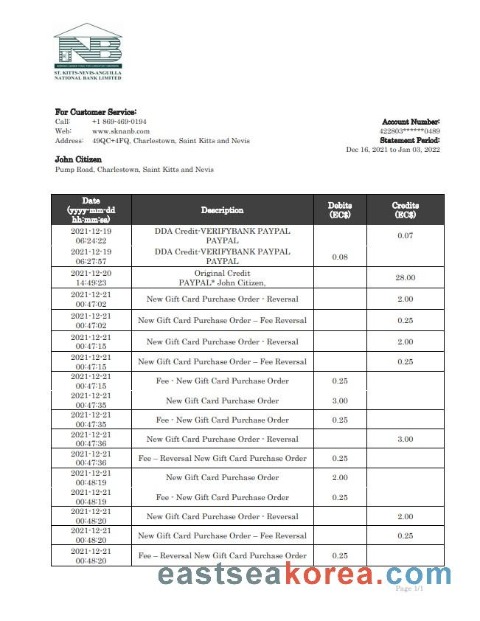 NB
ST. KITTS-NEVIS-ANGUILLA
NATIONAL BANK LIMITED
For Customer Service:
Call: +1 869-469-0194
Web: www.sknanb.com
Address: 49QC+4FQ, Charlestown, Saint Kitts and Nevis
Account Number:
422803******0489
Statement Period:
Dec 16, 2021 to Jan 03, 2022
John Citizen
Pump Road, Charlestown, Saint Kitts and Nevis
Date (yyyy-mm-dd hh:mm:ss) Description Debits (EC$) Credits (EC$)
2021-12-19 06:24:22 DDA Credit-VERIFYBANK PAYPAL PAYPAL 0.07
2021-12-19 06:27:57 DDA Credit-VERIFYBANK PAYPAL PAYPAL 0.08
2021-12-20 14:49:23 Original Credit PAYPAL* John Citizen, 28.00
2021-12-21 00:47:02 New Gift Card Purchase Order - Reversal 2.00
2021-12-21 00:47:02 New Gift Card Purchase Order – Fee Reversal 0.25
2021-12-21 00:47:15 New Gift Card Purchase Order - Reversal 2.00
2021-12-21 00:47:15 New Gift Card Purchase Order – Fee Reversal 0.25
2021-12-21 00:47:15 Fee - New Gift Card Purchase Order 0.25
2021-12-21 00:47:35 New Gift Card Purchase Order 3.00
2021-12-21 00:47:35 Fee - New Gift Card Purchase Order 0.25
2021-12-21 00:47:36 New Gift Card Purchase Order - Reversal 3.00
2021-12-21 00:47:36 Fee – Reversal New Gift Card Purchase Order 0.25
2021-12-21 00:48:19 New Gift Card Purchase Order 2.00
2021-12-21 00:48:19 Fee - New Gift Card Purchase Order 0.25
2021-12-21 00:48:20 New Gift Card Purchase Order - Reversal 2.00
2021-12-21 00:48:20 New Gift Card Purchase Order – Fee Reversal 0.25
2021-12-21 00:48:20 Fee – Reversal New Gift Card Purchase Order 0.25
eastseakorea.com
Page 1/1